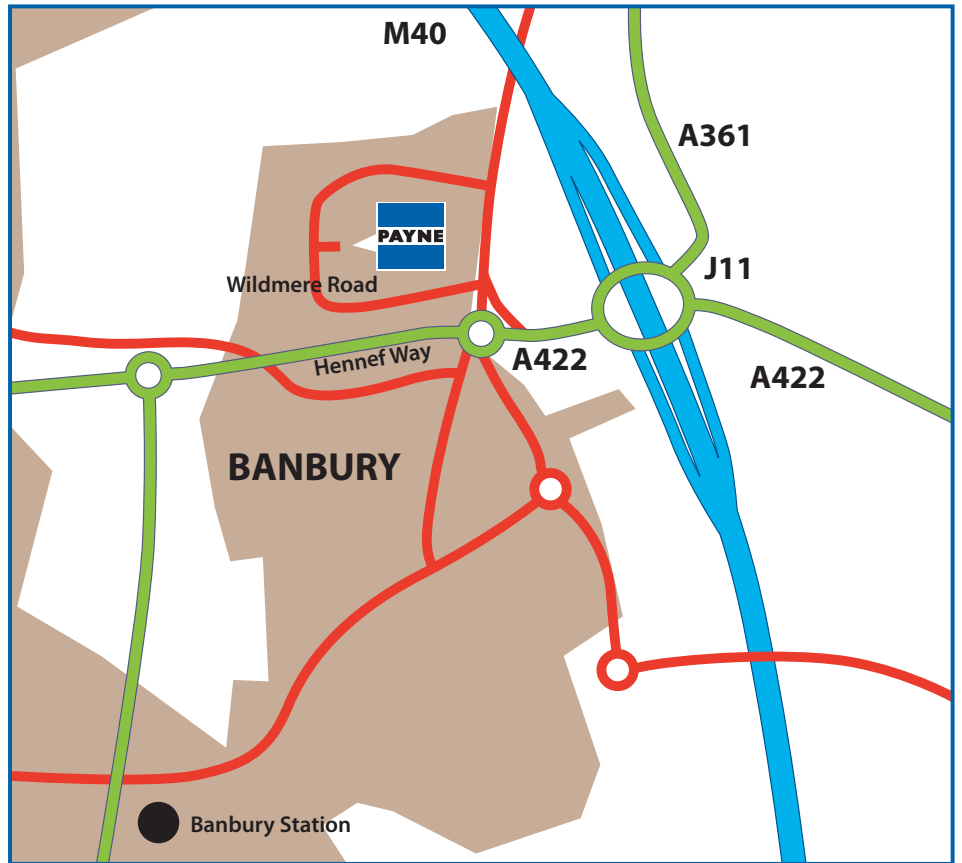 M40
A361
PAYNE
J11
Wildmere Road
Hennef Way
A422
A422
BANBURY
Banbury Station